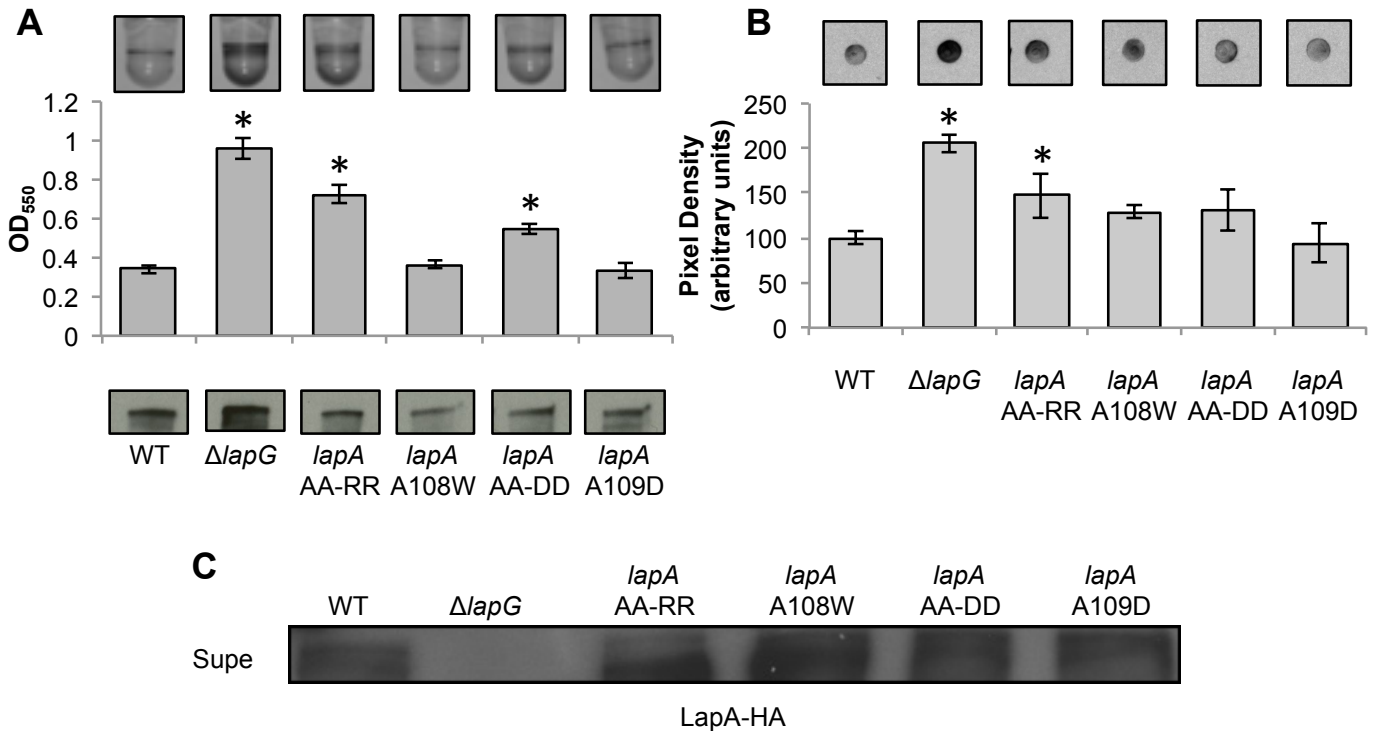 A
*
*
*
1.2
1
0.8
0.6
0.4
0.2
0
OD550
WT ΔlapG lapA lapA lapA lapA
AA-RR A108W AA-DD A109D
B
*
*
250
200
150
100
50
0
Pixel Density
(arbitrary units)
WT ΔlapG lapA lapA lapA lapA
AA-RR A108W AA-DD A109D
C
lapA lapA lapA lapA
WT ΔlapG AA-RR A108W AA-DD A109D
Supe
LapA-HA